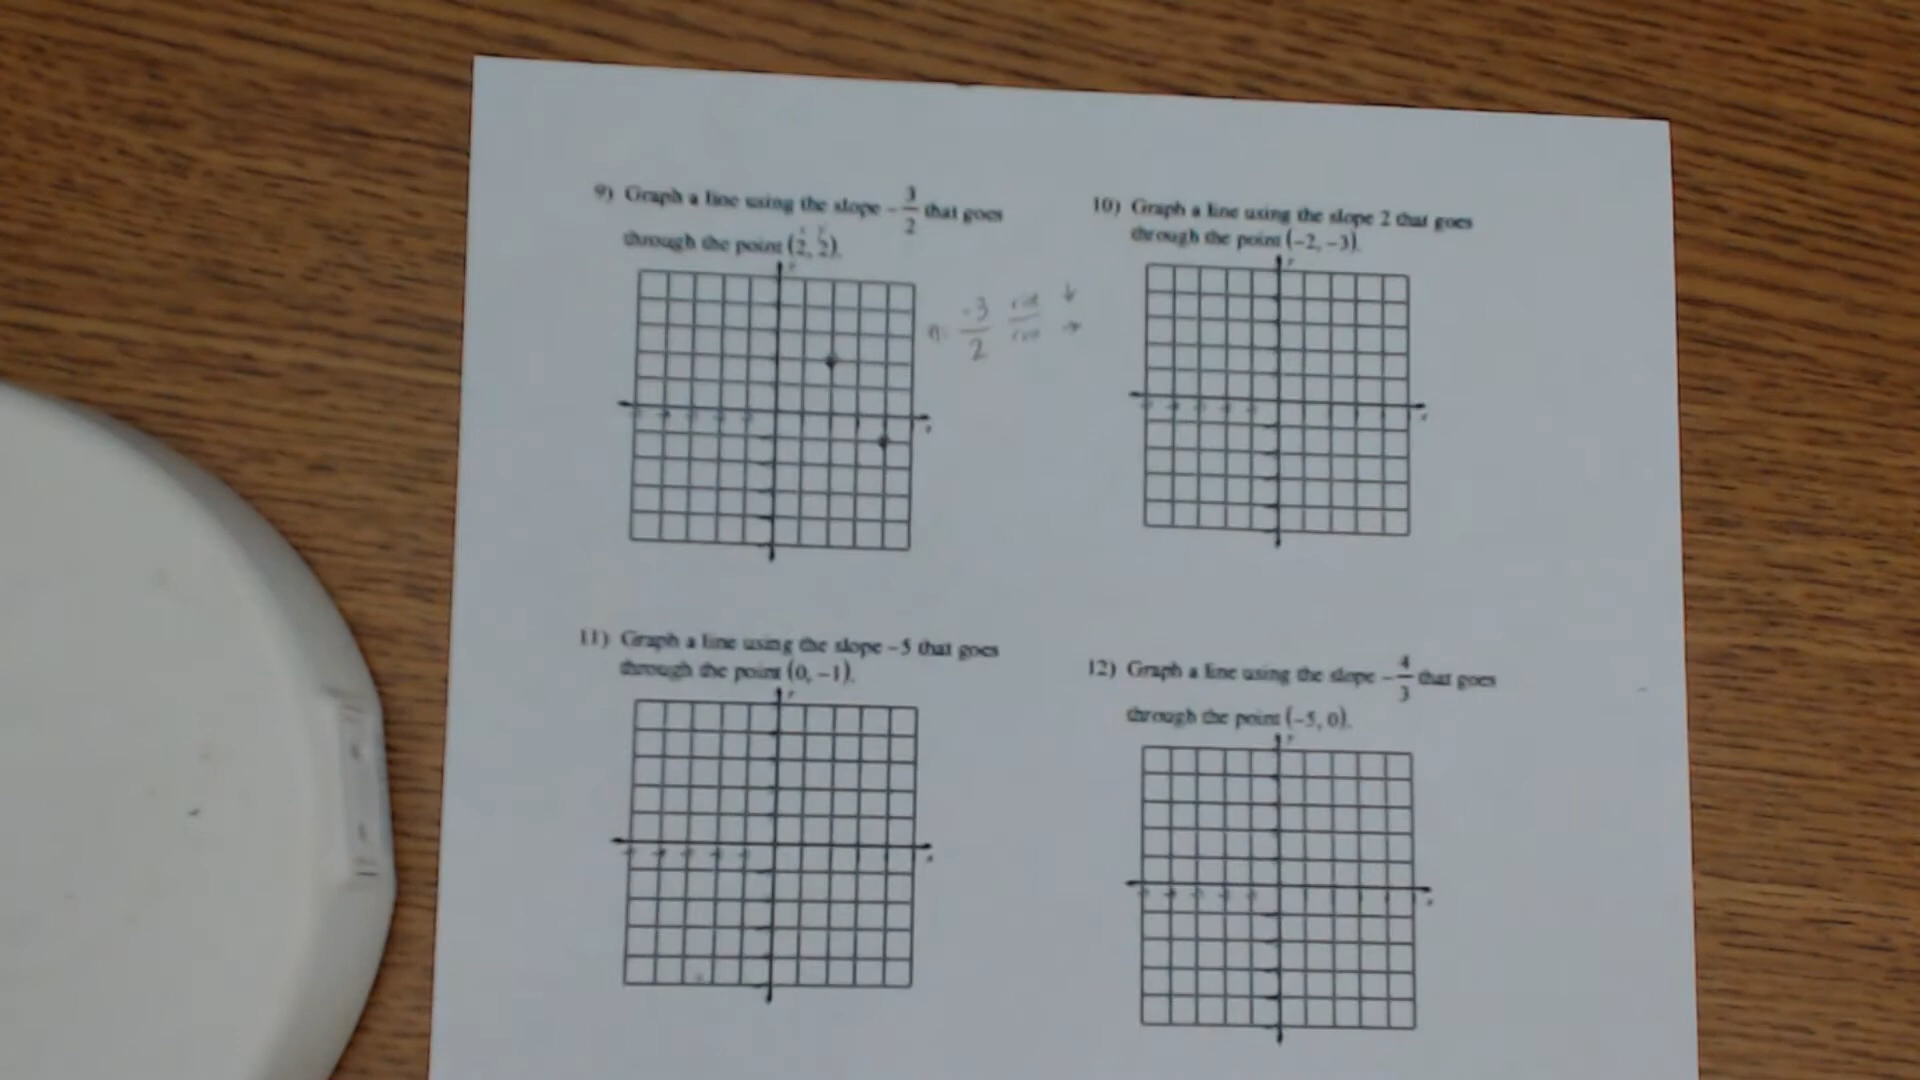 9) Graph a line using the slope -3/2 that goes
through the point (2, 2).
-3/2 rise ↓
run →
10) Graph a line using the slope 2 that goes
through the point (-2, -3).
11) Graph a line using the slope -5 that goes
through the point (0, -1).
12) Graph a line using the slope -4/3 that goes
through the point (-5, 0).